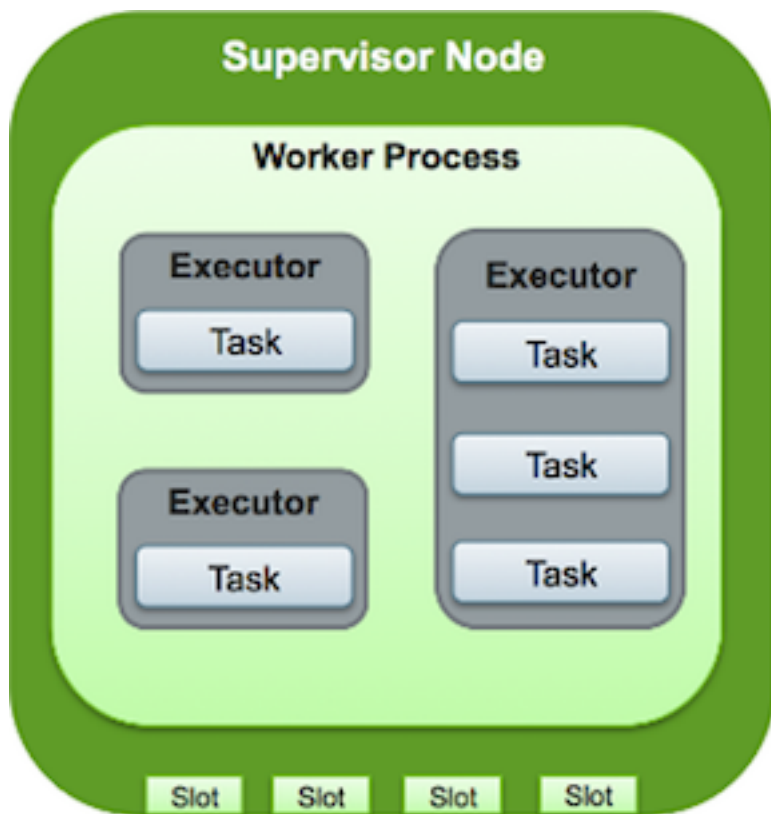 Supervisor Node
Worker Process
Executor
Task
Executor
Task
Executor
Task
Task
Task
Slot Slot Slot Slot